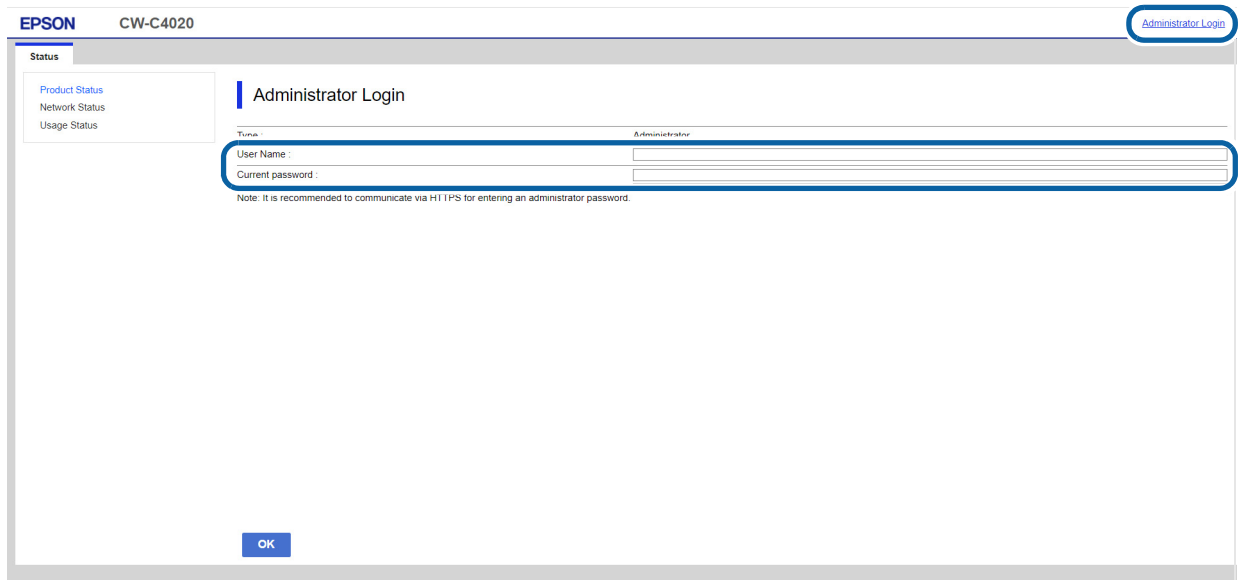 EPSON CW-C4020 Administrator Login
Status
Product Status
Network Status
Usage Status
Administrator Login
Type : Administrator
User Name :
Current password :
Note: It is recommended to communicate via HTTPS for entering an administrator password.
OK